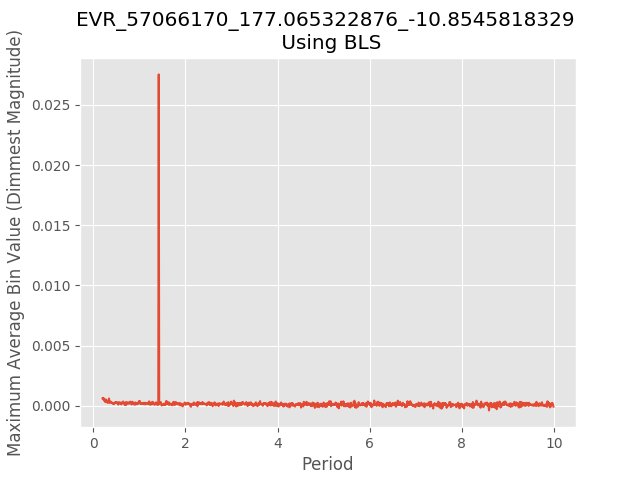 EVR_57066170_177.065322876_-10.8545818329
Using BLS
Maximum Average Bin Value (Dimmest Magnitude)
0.025
0.020
0.015
0.010
0.005
0.000
0 2 4 6 8 10
Period